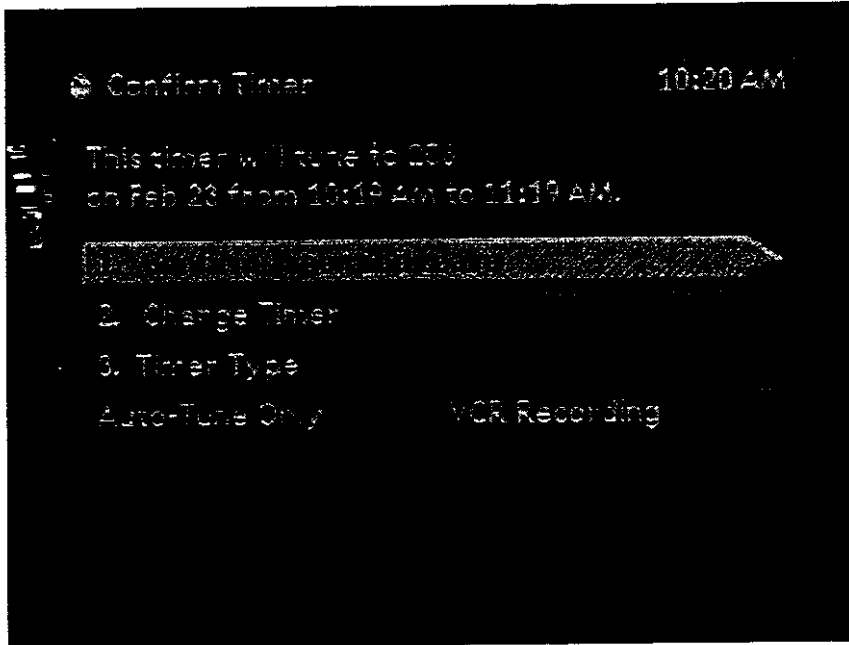 Confirm Timer 10:20 AM
This timer will tune to
on Feb 23 from 10:19 AM to 11:19 AM.
2. Change Timer
3. Timer Type
Auto-Tune Only VCR Recording